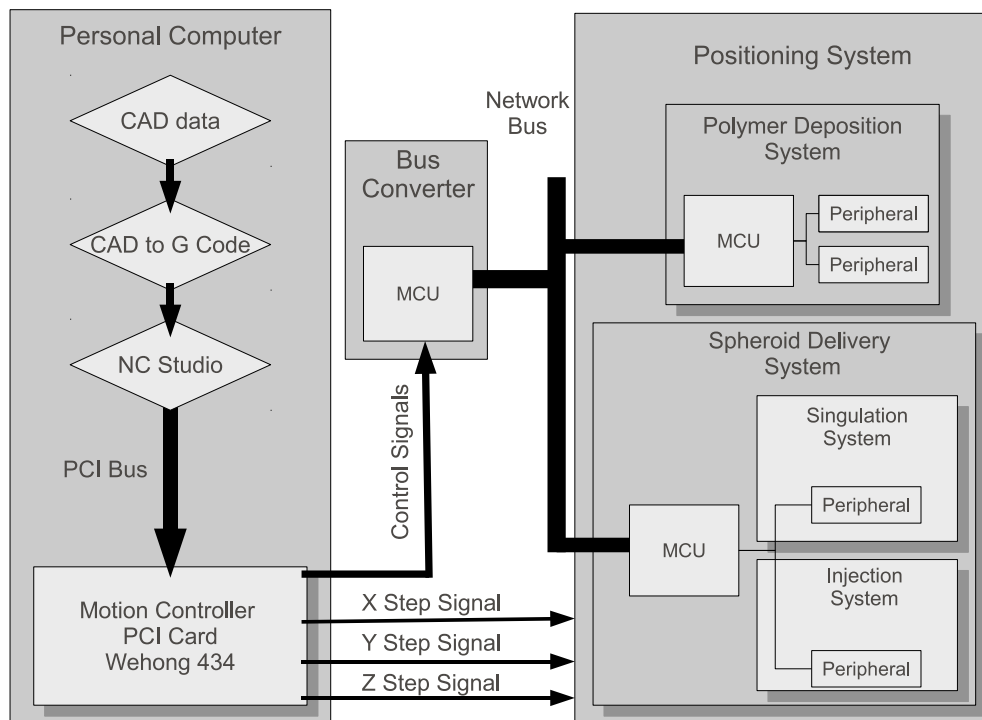 Personal Computer
CAD data
CAD to G Code
NC Studio
PCI Bus
Motion Controller
PCI Card
Wehong 434
Bus
Converter
MCU
Control Signals
X Step Signal
Y Step Signal
Z Step Signal
Network
Bus
Positioning System
Polymer Deposition
System
MCU
Peripheral
Peripheral
Spheroid Delivery
System
MCU
Singulation
System
Peripheral
Injection
System
Peripheral